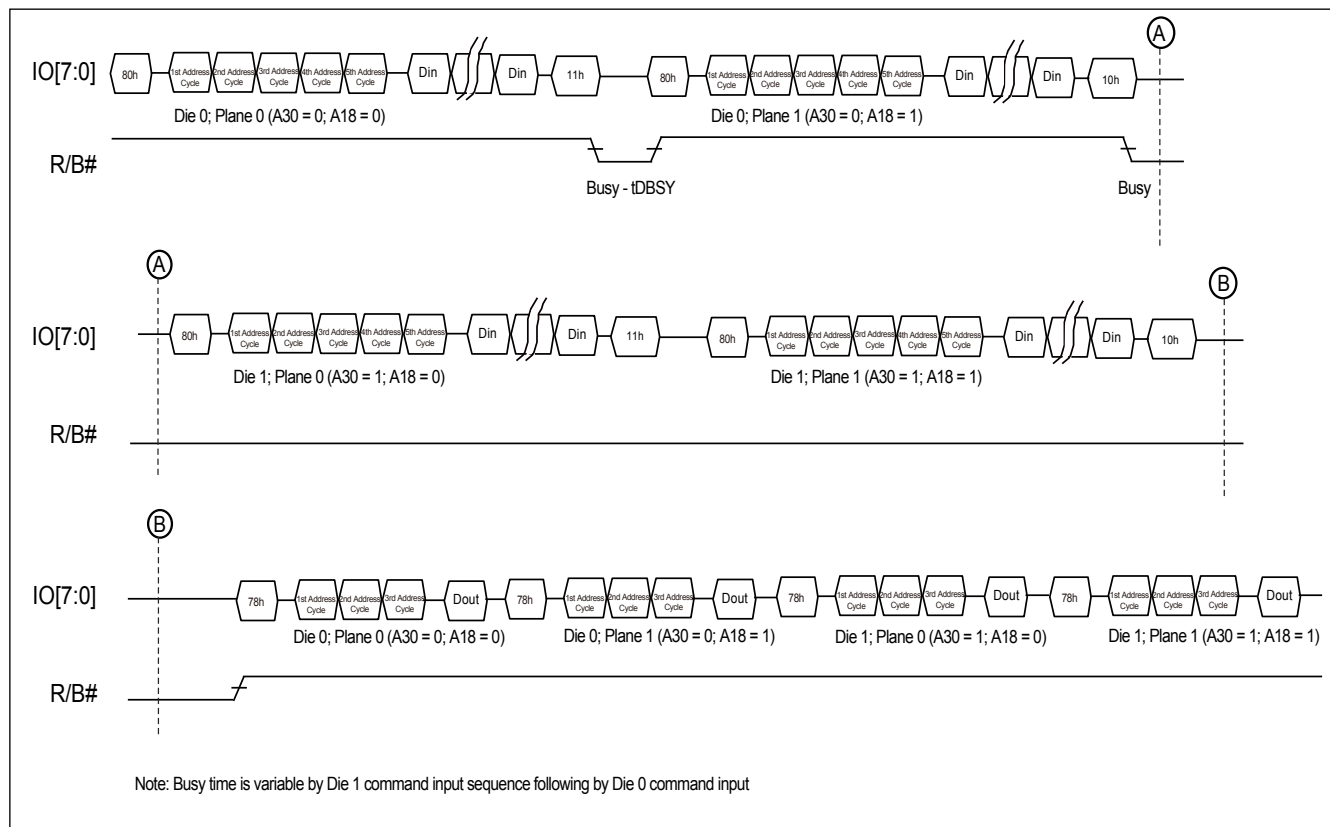 A
IO[7:0] 80h 1st Address Cycle 2nd Address Cycle 3rd Address Cycle 4th Address Cycle 5th Address Cycle Din Din 11h 80h 1st Address Cycle 2nd Address Cycle 3rd Address Cycle 4th Address Cycle 5th Address Cycle Din Din 10h
Die 0; Plane 0 (A30 = 0; A18 = 0) Die 0; Plane 1 (A30 = 0; A18 = 1)
R/B#
Busy - tDBSY Busy
A B
IO[7:0] 80h 1st Address Cycle 2nd Address Cycle 3rd Address Cycle 4th Address Cycle 5th Address Cycle Din Din 11h 80h 1st Address Cycle 2nd Address Cycle 3rd Address Cycle 4th Address Cycle 5th Address Cycle Din Din 10h
Die 1; Plane 0 (A30 = 1; A18 = 0) Die 1; Plane 1 (A30 = 1; A18 = 1)
R/B#
B
IO[7:0] 78h 1st Address Cycle 2nd Address Cycle 3rd Address Cycle Dout 78h 1st Address Cycle 2nd Address Cycle 3rd Address Cycle Dout 78h 1st Address Cycle 2nd Address Cycle 3rd Address Cycle Dout 78h 1st Address Cycle 2nd Address Cycle 3rd Address Cycle Dout
Die 0; Plane 0 (A30 = 0; A18 = 0) Die 0; Plane 1 (A30 = 0; A18 = 1) Die 1; Plane 0 (A30 = 1; A18 = 0) Die 1; Plane 1 (A30 = 1; A18 = 1)
R/B#
Note: Busy time is variable by Die 1 command input sequence following by Die 0 command input